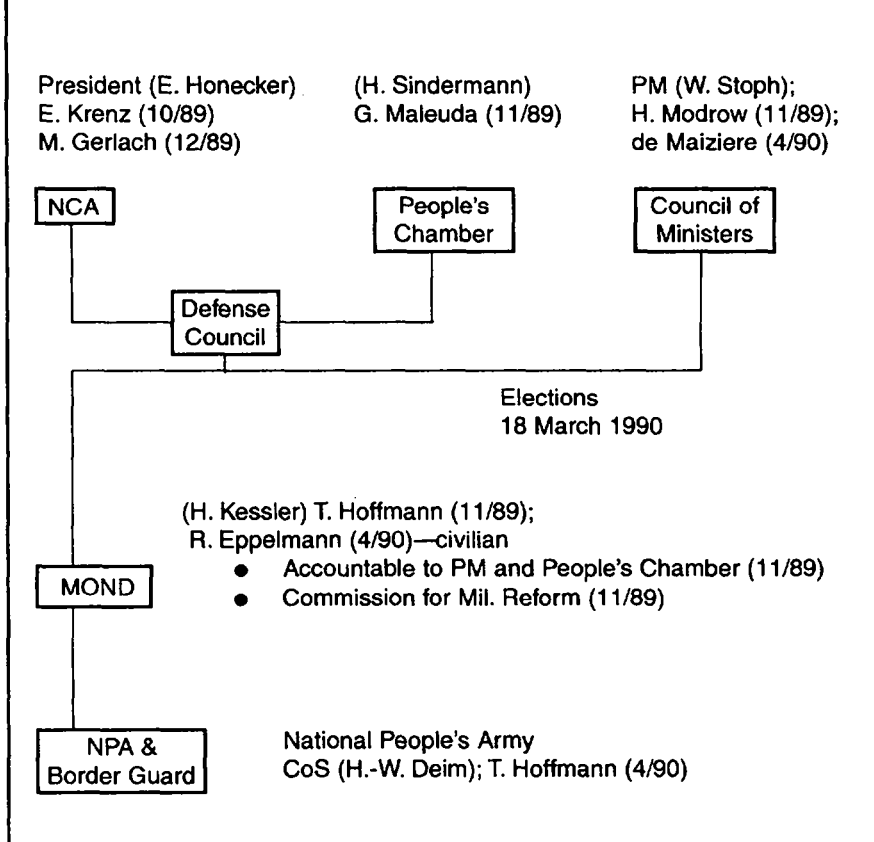 President (E. Honecker)
E. Krenz (10/89)
M. Gerlach (12/89)
(H. Sindermann)
G. Maleuda (11/89)
PM (W. Stoph);
H. Modrow (11/89);
de Maiziere (4/90)
NCA
People's
Chamber
Council of
Ministers
Defense
Council
Elections
18 March 1990
(H. Kessler) T. Hoffmann (11/89);
R. Eppelmann (4/90)—civilian
● Accountable to PM and People's Chamber (11/89)
● Commission for Mil. Reform (11/89)
MOND
NPA &
Border Guard
National People's Army
CoS (H.-W. Deim); T. Hoffmann (4/90)